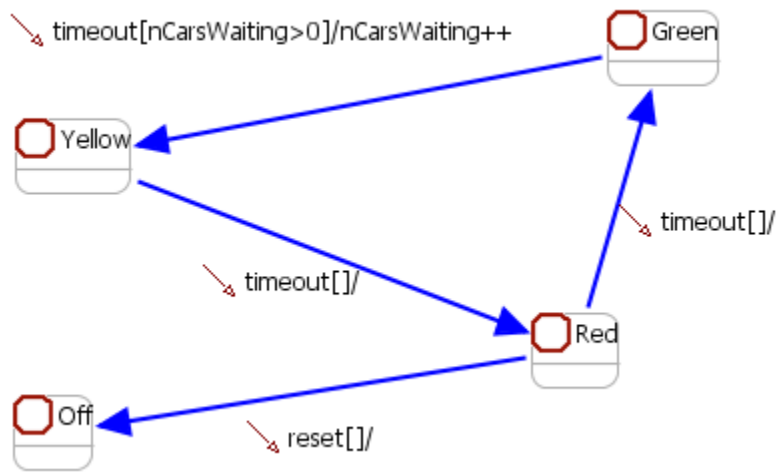 timeout[nCarsWaiting>0]/nCarsWaiting++
Green
Yellow
timeout[]/
timeout[]/
Red
Off
reset[]/